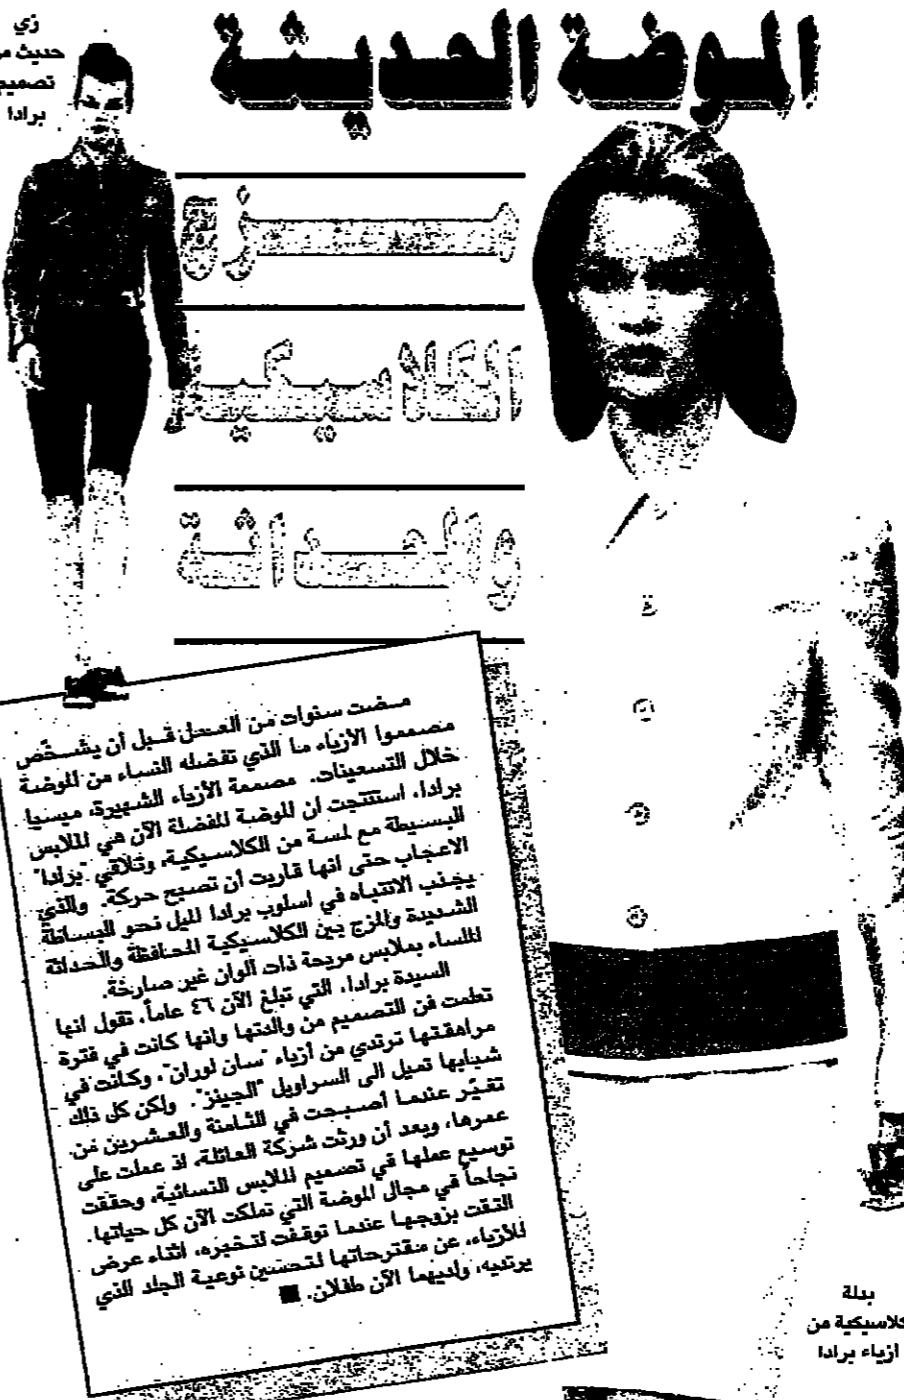 الموضة الحديثة
زي
حديث من
تصميم
برادا
مزج
الكلاسيكية
والحداثة
مضت سنوات من العمل قبل أن يشخّص
مصمموا الأزياء ما الذي تفضله النساء من الموضة
خلال التسعينات. مصممة الأزياء الشهيرة، ميسيا
برادا، استنتجت أن الموضة المفضلة الآن هي الملابس
البسيطة مع لمسة من الكلاسيكية، وتلاقي "برادا"
الاعجاب حتى انها قاربت أن تصبح حركة. والذي
يجذب الانتباه في اسلوب برادا الميل نحو البساطة
الشديدة والمزج بين الكلاسيكية المحافظة والحداثة
الملساء بملابس مريحة ذات ألوان غير صارخة.
السيدة برادا، التي تبلغ الآن ٤٦ عاماً، تقول انها
تعلمت فن التصميم من والدتها وانها كانت في فترة
مراهقتها ترتدي من أزياء "سان لوران"، وكانت في
شبابها تميل الى السراويل "الجينز". ولكن كل ذلك
تغيّر عندما أصبحت في الثامنة والعشرين من
عمرها، وبعد أن ورثت شركة العائلة، اذ عملت على
توسيع عملها في تصميم الملابس النسائية، وحققت
نجاحاً في مجال الموضة التي تملكت الآن كل حياتها.
التقت بزوجها عندما توقفت لتخبره، اثناء عرض
للأزياء، عن مقترحاتها لتحسين نوعية الجلد الذي
يرتديه، ولديهما الآن طفلان.
بدلة
كلاسيكية من
ازياء برادا